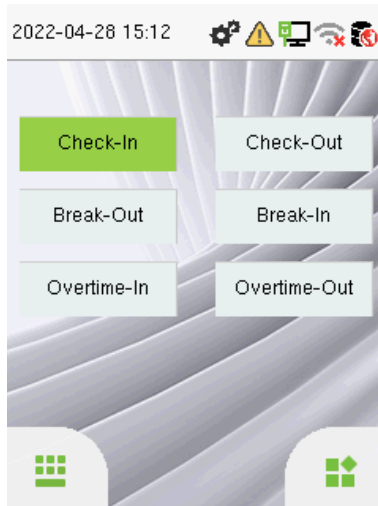 2022-04-28 15:12
Check-In
Check-Out
Break-Out
Break-In
Overtime-In
Overtime-Out